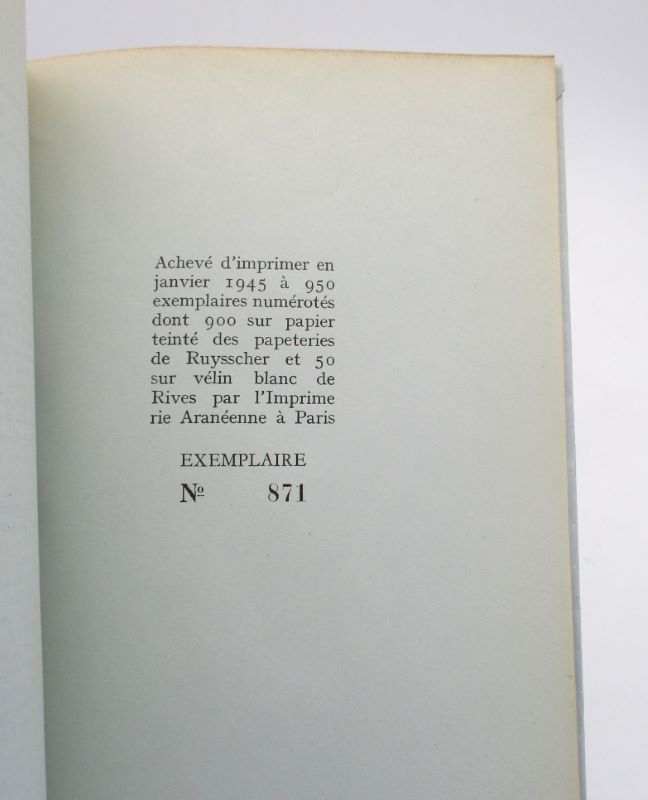 Achevé d'imprimer en
janvier 1945 à 950
exemplaires numérotés
dont 900 sur papier
teinté des papeteries
de Ruysscher et 50
sur vélin blanc de
Rives par l'Imprime
rie Aranéenne à Paris
EXEMPLAIRE
Nº 871